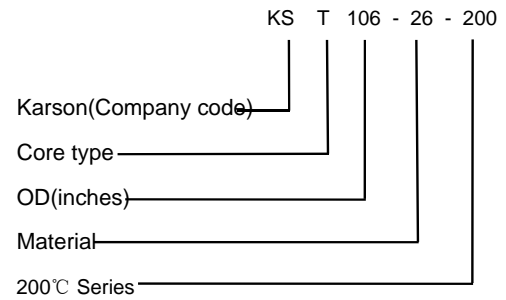 KS T 106 - 26 - 200
Karson(Company code)
Core type
OD(inches)
Material
200℃ Series